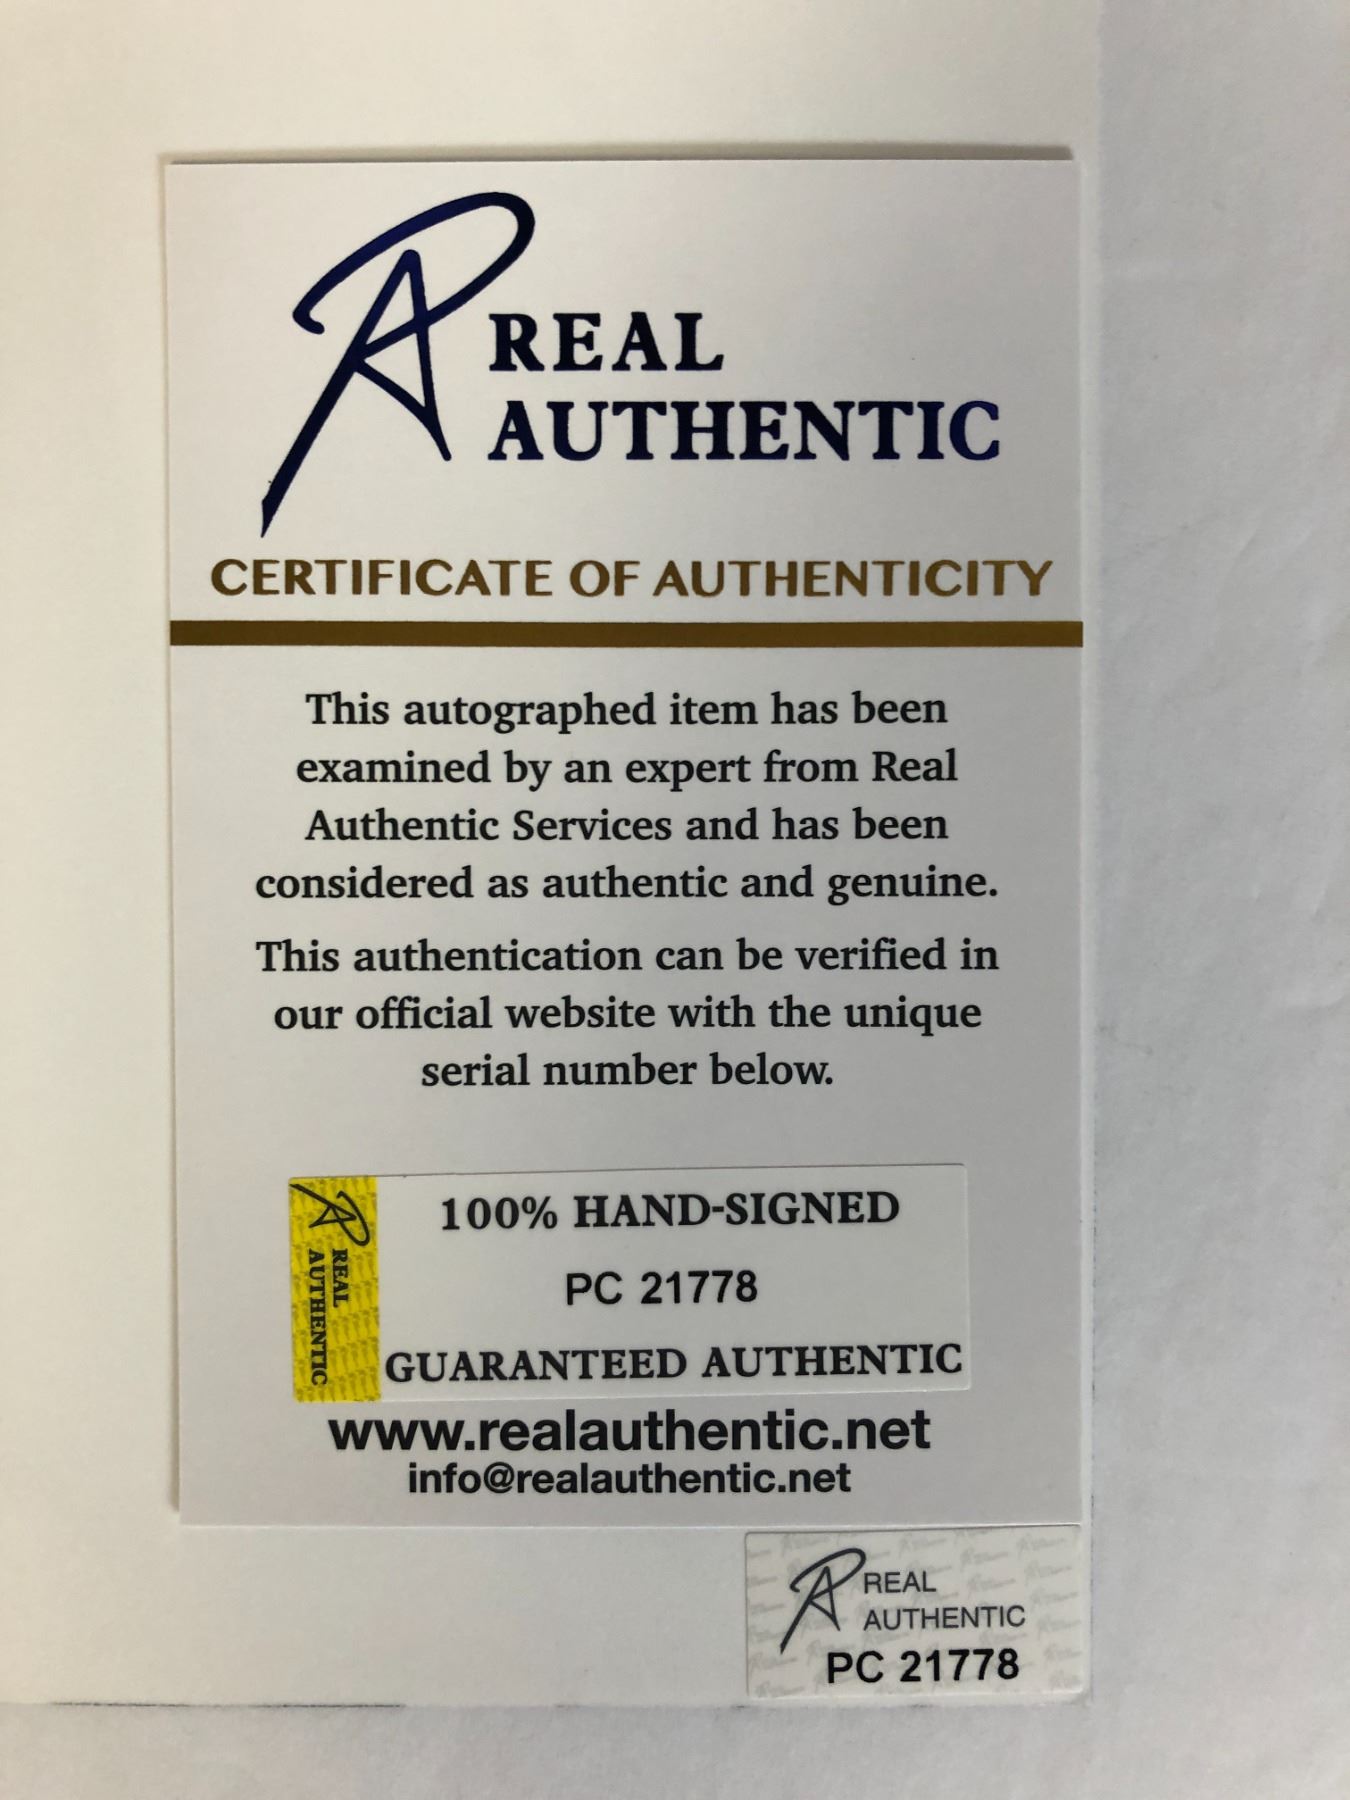 REAL
AUTHENTIC
CERTIFICATE OF AUTHENTICITY
This autographed item has been
examined by an expert from Real
Authentic Services and has been
considered as authentic and genuine.
This authentication can be verified in
our official website with the unique
serial number below.
REAL
AUTHENTIC
100% HAND-SIGNED
PC 21778
GUARANTEED AUTHENTIC
www.realauthentic.net
info@realauthentic.net
REAL
AUTHENTIC
PC 21778